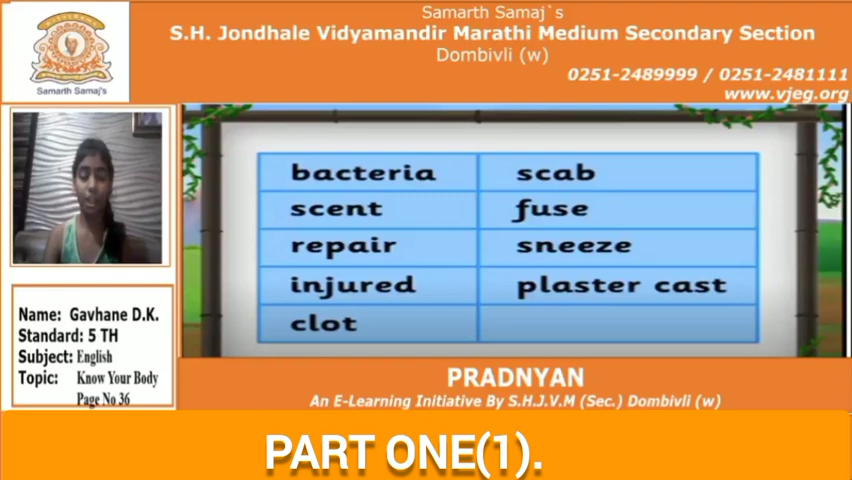 Samarth Samaj`s
S.H. Jondhale Vidyamandir Marathi Medium Secondary Section
Dombivli (w)
0251-2489999 / 0251-2481111
www.vjeg.org
Samarth Samaj's
bacteria scab
scent fuse
repair sneeze
injured plaster cast
clot
Name: Gavhane D.K.
Standard: 5 TH
Subject: English
Topic: Know Your Body
Page No 36
PRADNYAN
An E-Learning Initiative By S.H.J.V.M (Sec.) Dombivli (w)
PART ONE(1).